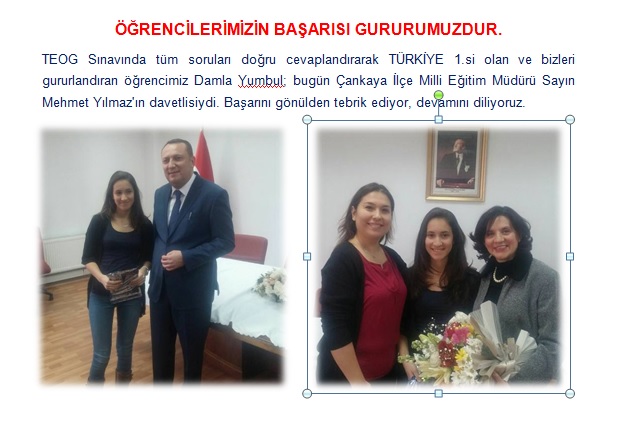 ÖĞRENCİLERİMİZİN BAŞARISI GURURUMUZDUR.
TEOG Sınavında tüm soruları doğru cevaplandırarak TÜRKİYE 1.si olan ve bizleri
gururlandıran öğrencimiz Damla Yumbul; bugün Çankaya İlçe Milli Eğitim Müdürü Sayın
Mehmet Yılmaz'ın davetlisiydi. Başarını gönülden tebrik ediyor, devamını diliyoruz.